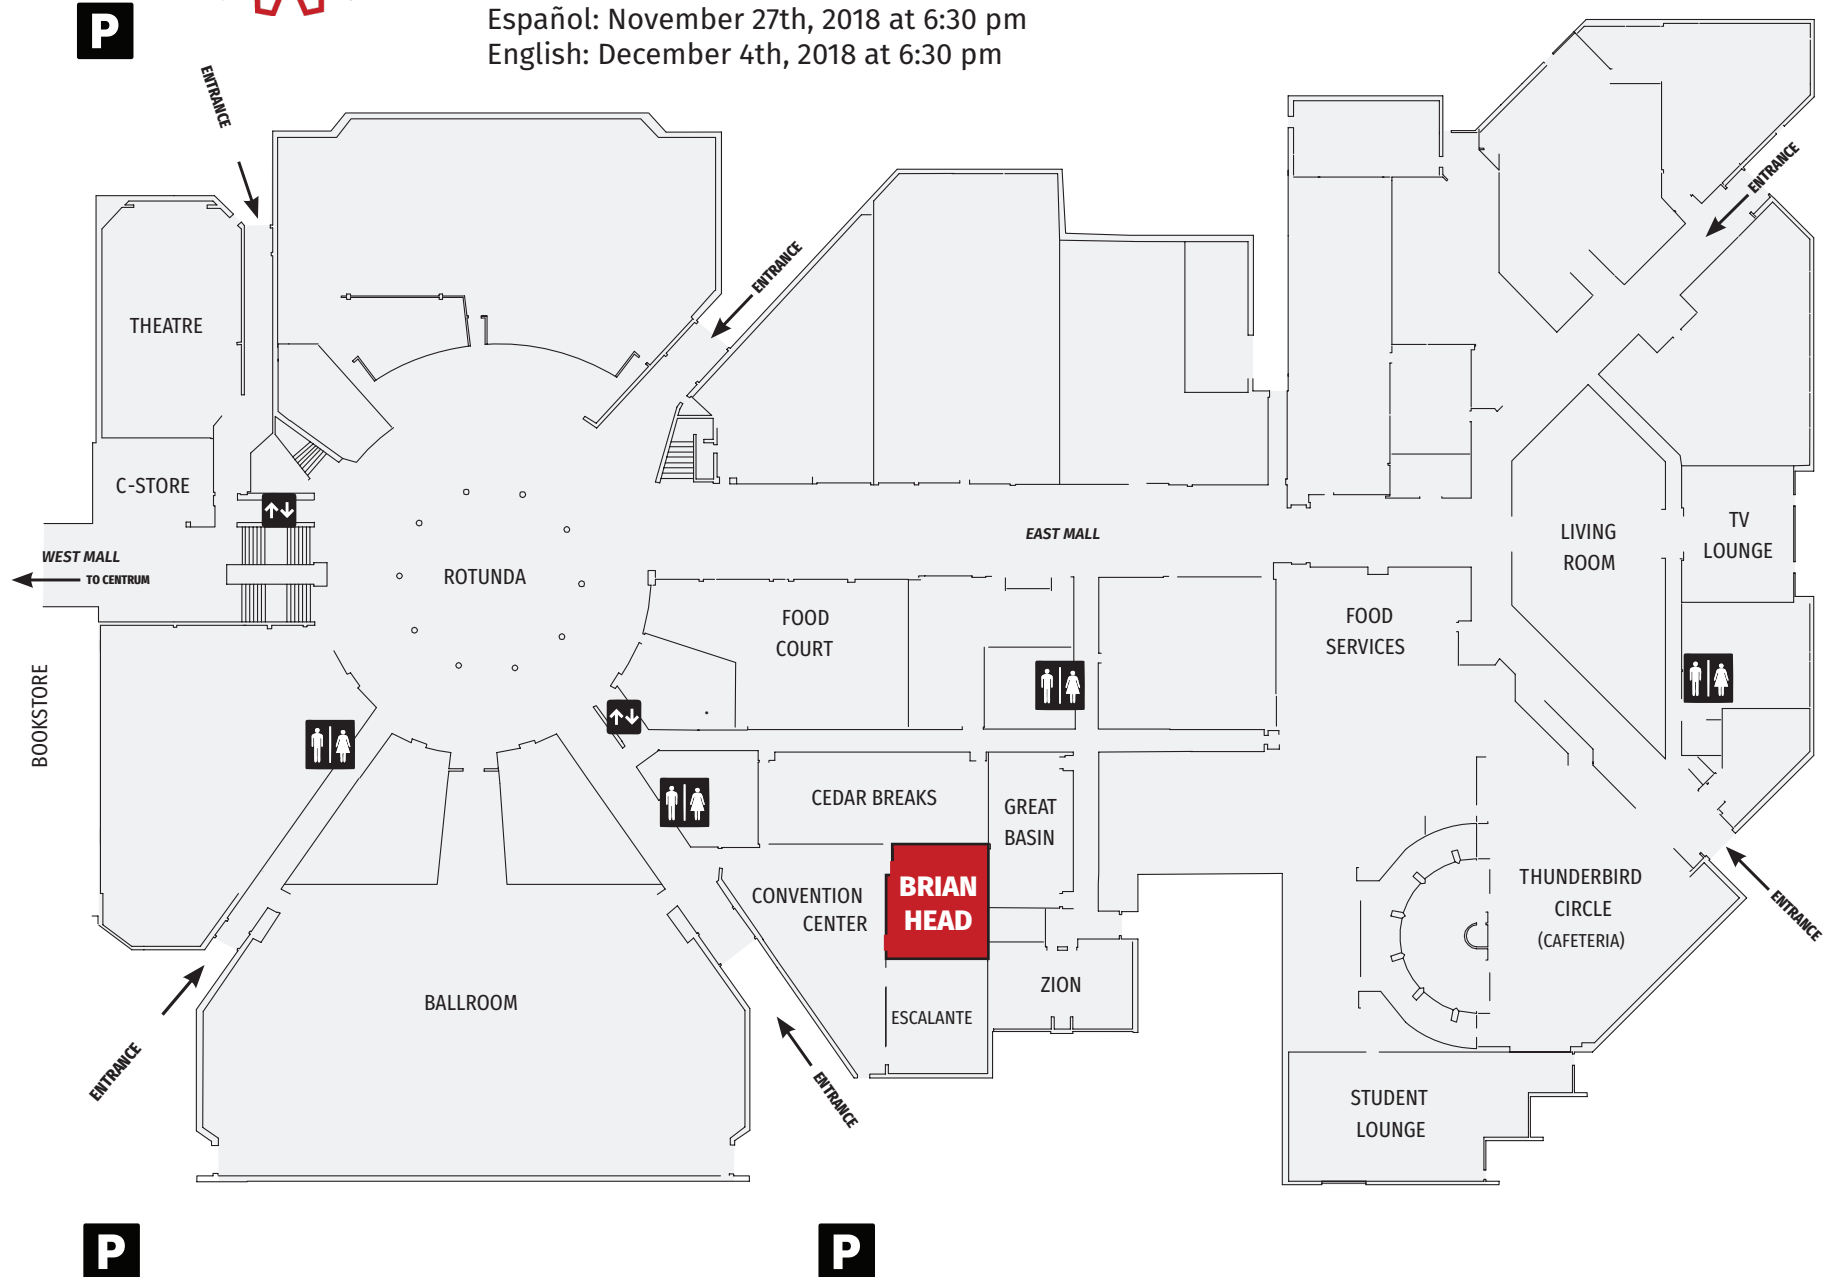 P
Español: November 27th, 2018 at 6:30 pm
English: December 4th, 2018 at 6:30 pm
ENTRANCE
ENTRANCE
ENTRANCE
THEATRE
C-STORE
WEST MALL
TO CENTRUM
ROTUNDA
EAST MALL
LIVING
ROOM
TV
LOUNGE
FOOD
COURT
FOOD
SERVICES
BOOKSTORE
CEDAR BREAKS
GREAT
BASIN
BRIAN
HEAD
CONVENTION
CENTER
THUNDERBIRD
CIRCLE
(CAFETERIA)
ENTRANCE
ZION
ESCALANTE
BALLROOM
ENTRANCE
ENTRANCE
STUDENT
LOUNGE
P
P